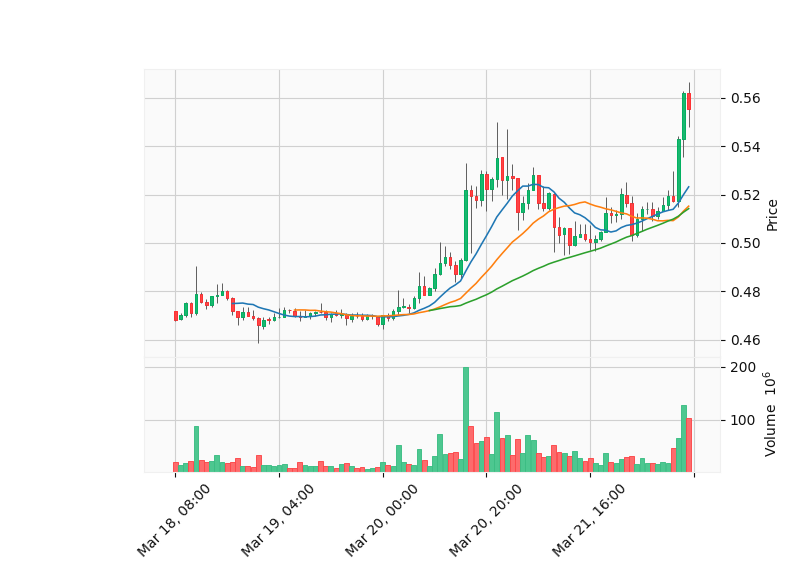 0.56
0.54
0.52
0.50
0.48
0.46
Price
200
100
Volume 10^6
Mar 18, 08:00
Mar 19, 04:00
Mar 20, 00:00
Mar 20, 20:00
Mar 21, 16:00